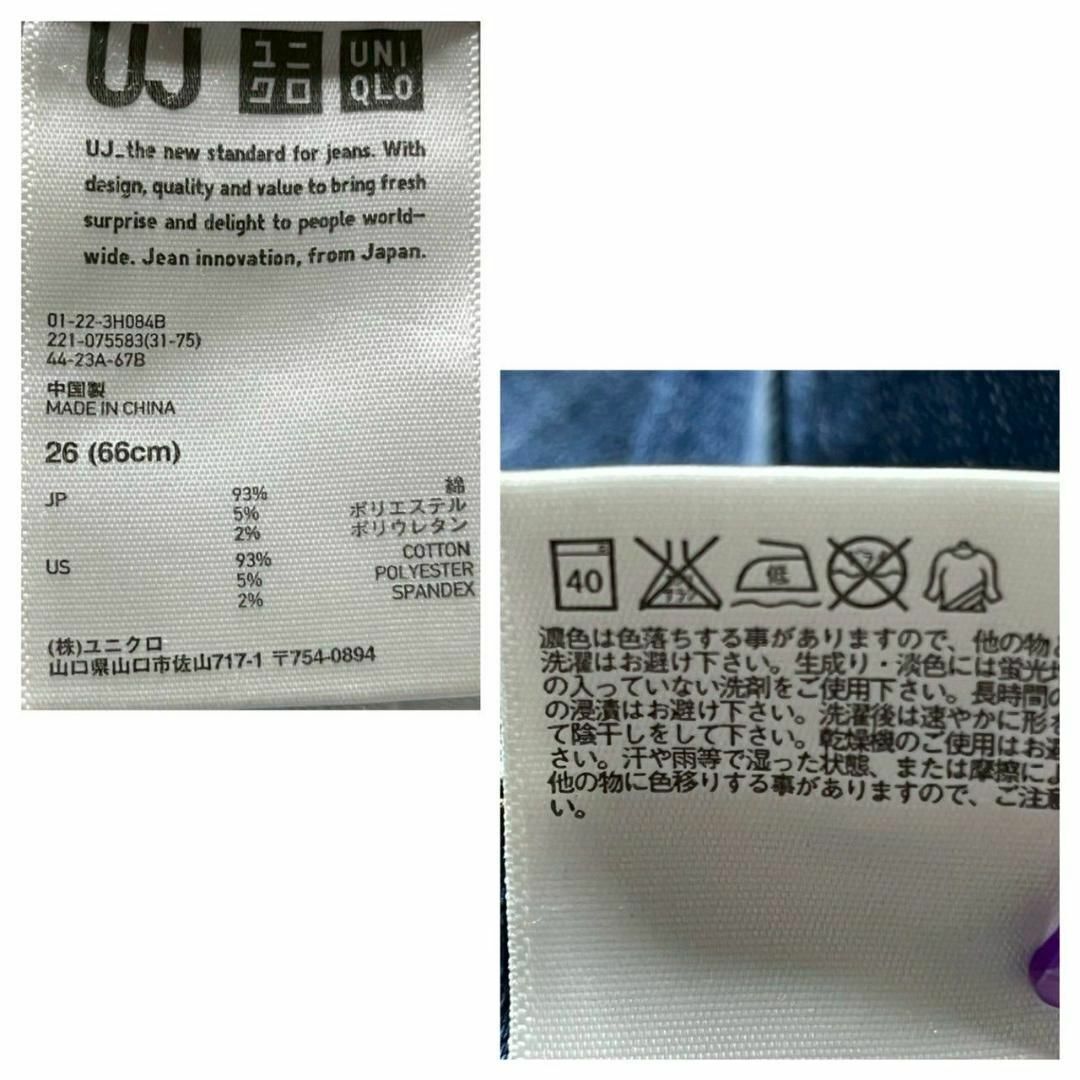 UJ ユニクロ UNIQLO
UJ_the new standard for jeans. With
design, quality and value to bring fresh
surprise and delight to people world-
wide. Jean innovation, from Japan.
01-22-3H084B
221-075583(31-75)
44-23A-67B
中国製
MADE IN CHINA
26 (66cm)
JP 93% 綿
5% ポリエステル
2% ポリウレタン
US 93% COTTON
5% POLYESTER
2% SPANDEX
(株)ユニクロ
山口県山口市佐山717-1 〒754-0894
40 エンソサラシ 低 ドライ
濃色は色落ちする事がありますので、他の物と
洗濯はお避け下さい。生成り・淡色には蛍光
の入っていない洗剤をご使用下さい。長時間の
の浸漬はお避け下さい。洗濯後は速やかに形を
て陰干しをして下さい。乾燥機のご使用はお避
さい。汗や雨等で湿った状態、または摩擦によ
他の物に色移りする事がありますので、ご注意
い。